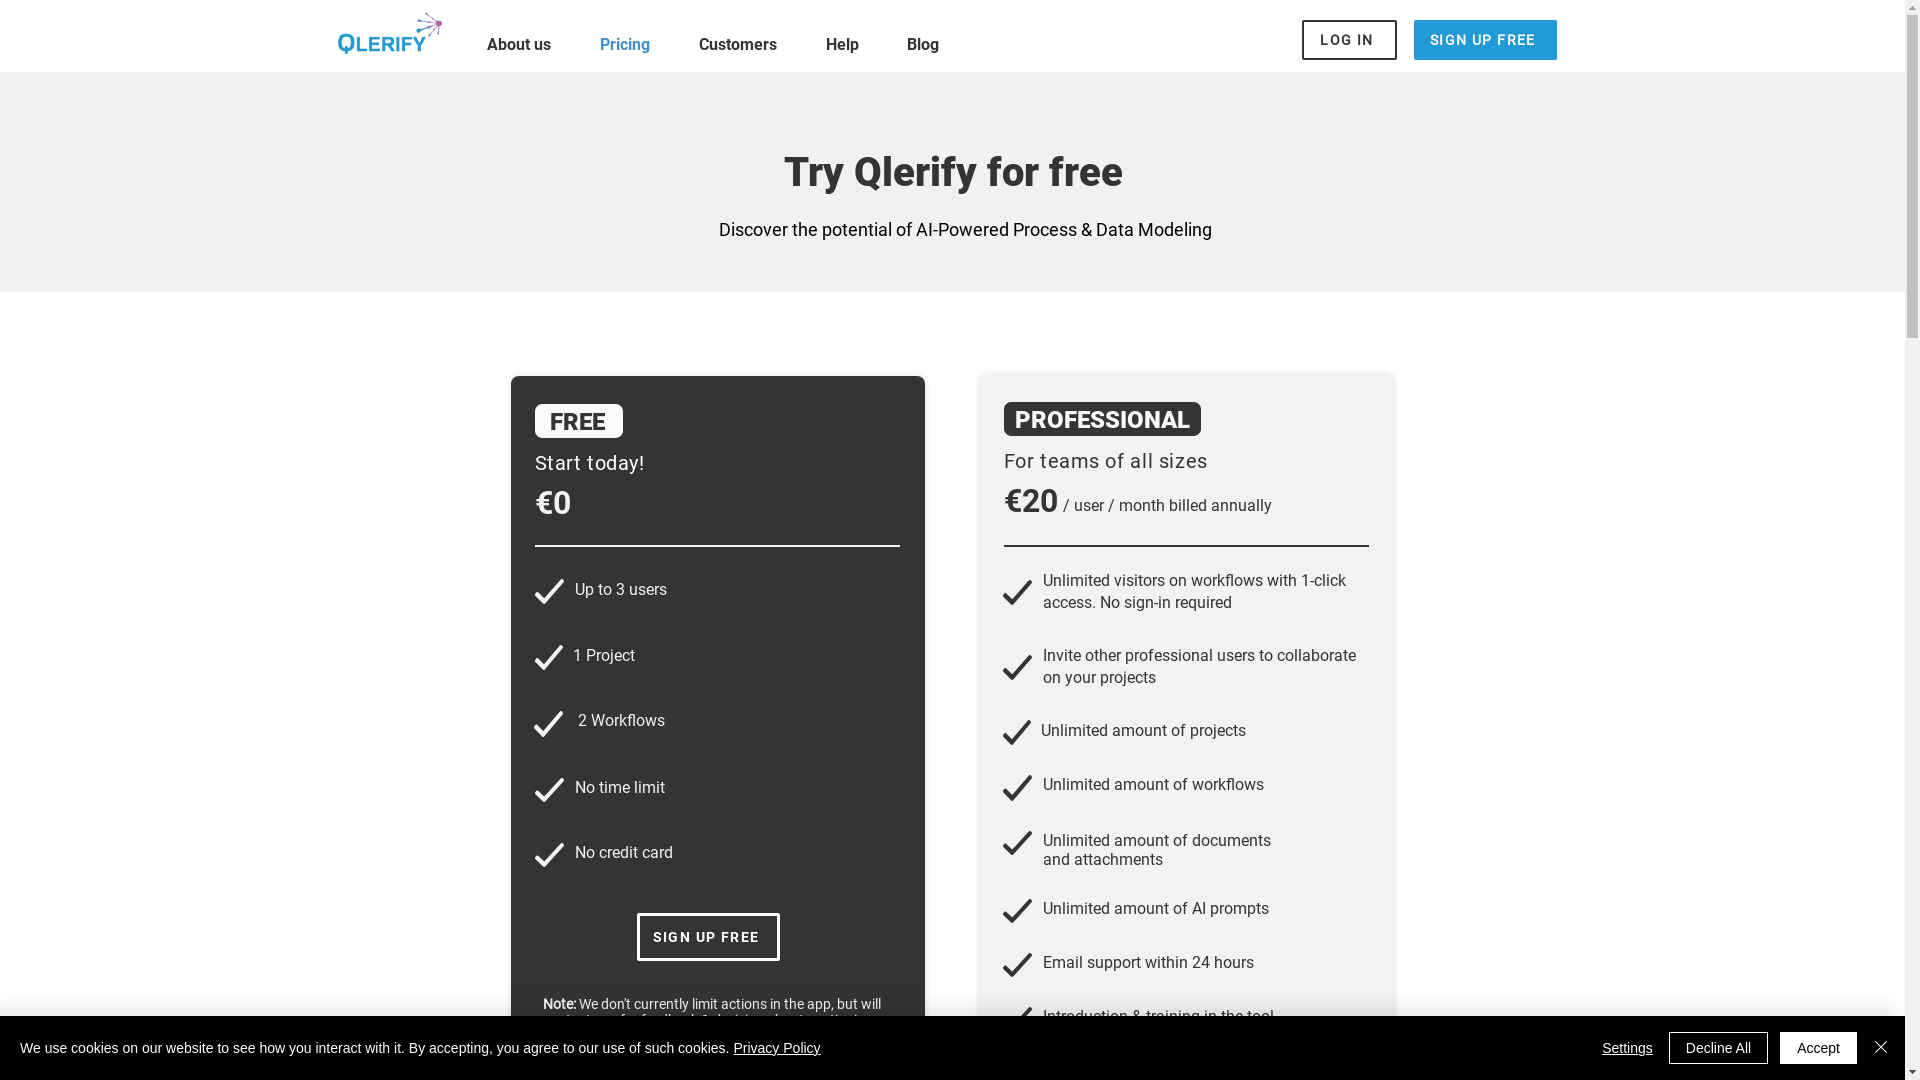 QLERIFY
About us
Pricing
Customers
Help
Blog
LOG IN
SIGN UP FREE
Try Qlerify for free
Discover the potential of AI-Powered Process & Data Modeling
FREE
Start today!
€0
Up to 3 users
1 Project
2 Workflows
No time limit
No credit card
SIGN UP FREE
Note: We don't currently limit actions in the app, but will
PROFESSIONAL
For teams of all sizes
€20 / user / month billed annually
Unlimited visitors on workflows with 1-click
access. No sign-in required
Invite other professional users to collaborate
on your projects
Unlimited amount of projects
Unlimited amount of workflows
Unlimited amount of documents
and attachments
Unlimited amount of AI prompts
Email support within 24 hours
Introduction & training in the tool
We use cookies on our website to see how you interact with it. By accepting, you agree to our use of such cookies. Privacy Policy
Settings
Decline All
Accept